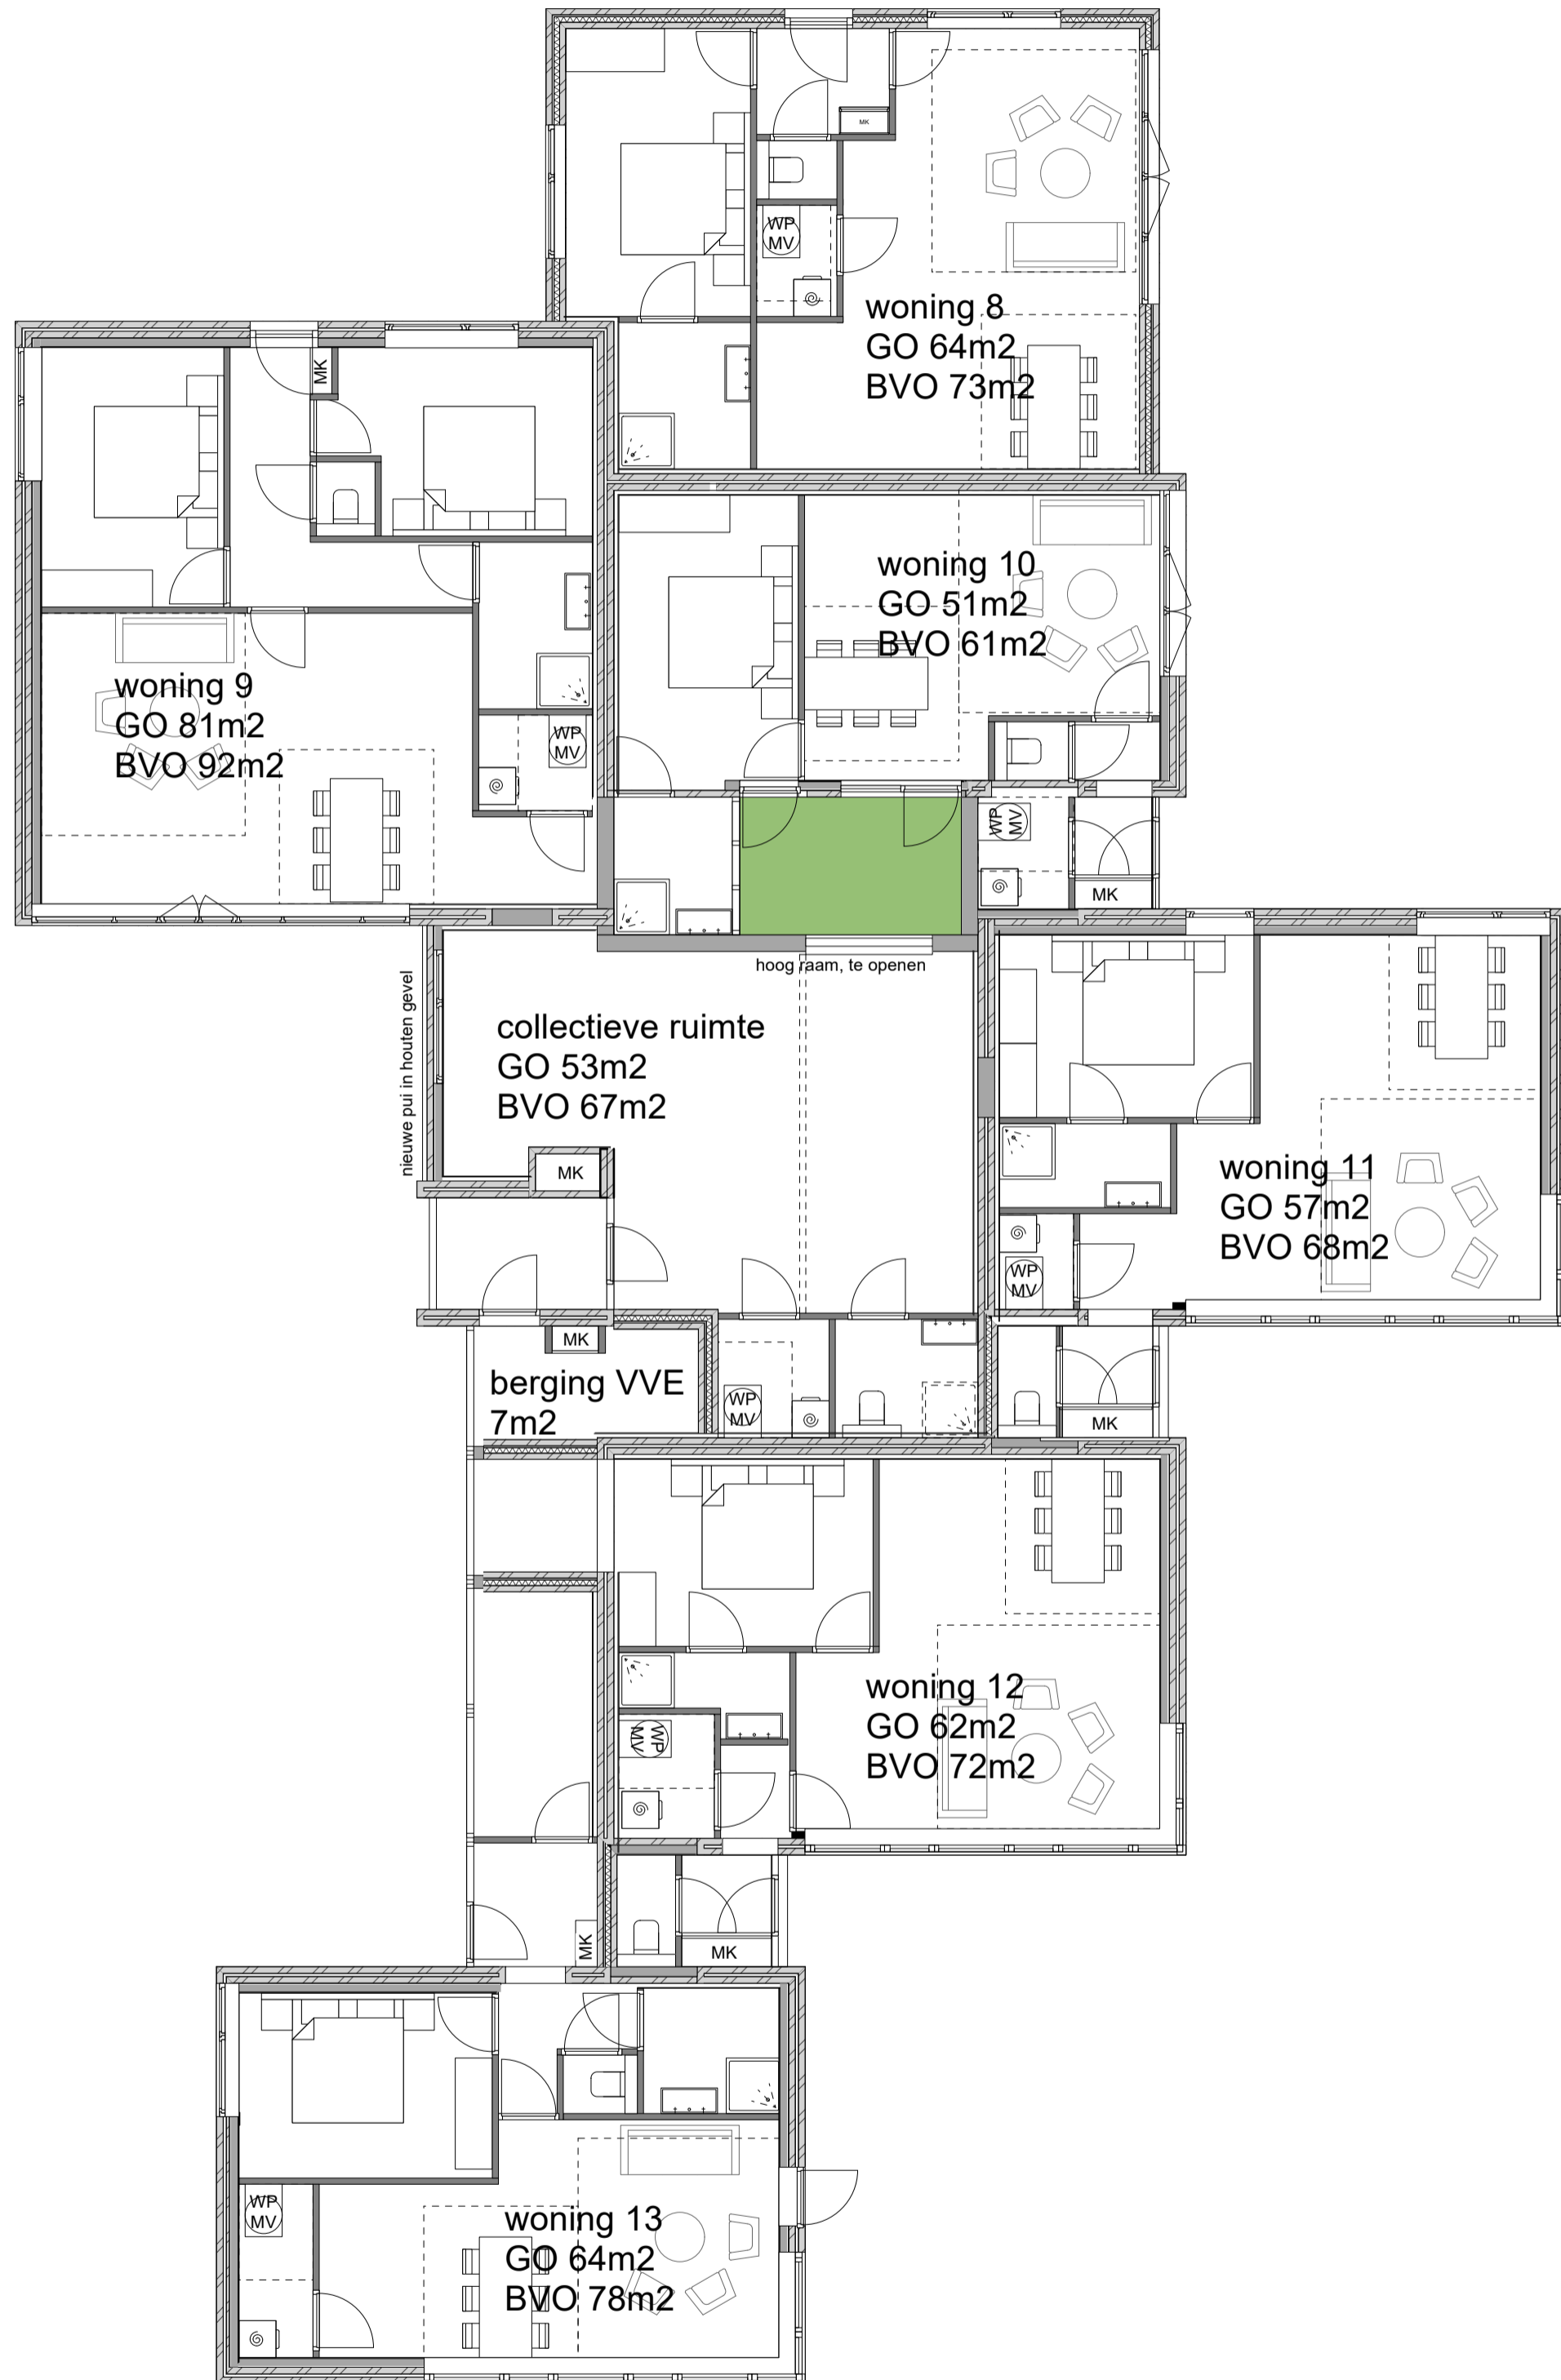 MK
WP
MV
woning 8
GO 64m2
BVO 73m2
MK
woning 10
GO 51m2
BVO 61m2
woning 9
GO 81m2
BVO 92m2
WP
MV
WP
MV
MK
hoog raam, te openen
nieuwe pui in houten gevel
collectieve ruimte
GO 53m2
BVO 67m2
MK
woning 11
GO 57m2
BVO 68m2
WP
MV
MK
berging VVE
7m2
WP
MV
MK
woning 12
GO 62m2
BVO 72m2
WP
MV
MK
MK
WP
MV
woning 13
GO 64m2
BVO 78m2